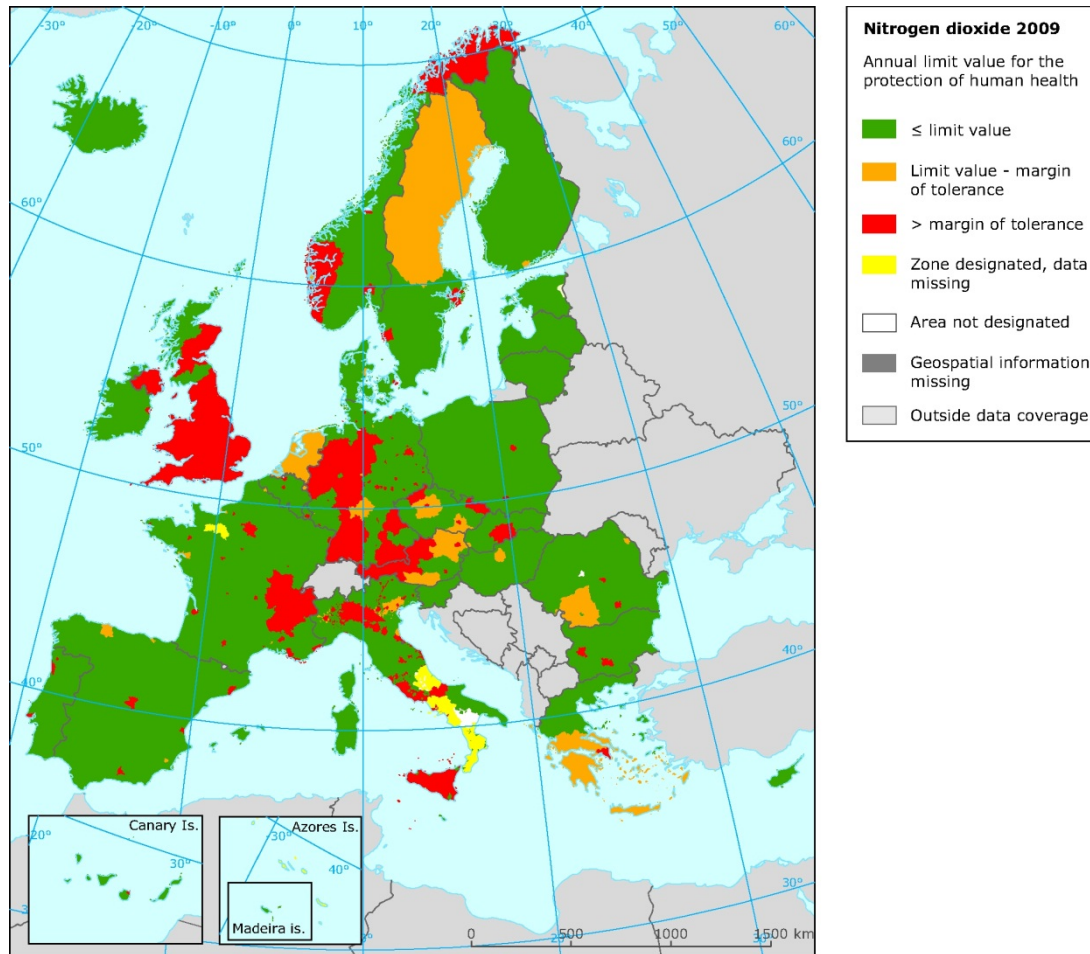 -30°
-20°
-10°
0°
10°
20°
30°
40°
50°
60°
60°
60°
50°
50°
40°
40°
30°
Canary Is.
-20°
30°
Azores Is.
-30°
40°
Madeira is.
0
500
1000
1500 km
Nitrogen dioxide 2009
Annual limit value for the
protection of human health
≤ limit value
Limit value - margin
of tolerance
> margin of tolerance
Zone designated, data
missing
Area not designated
Geospatial information
missing
Outside data coverage